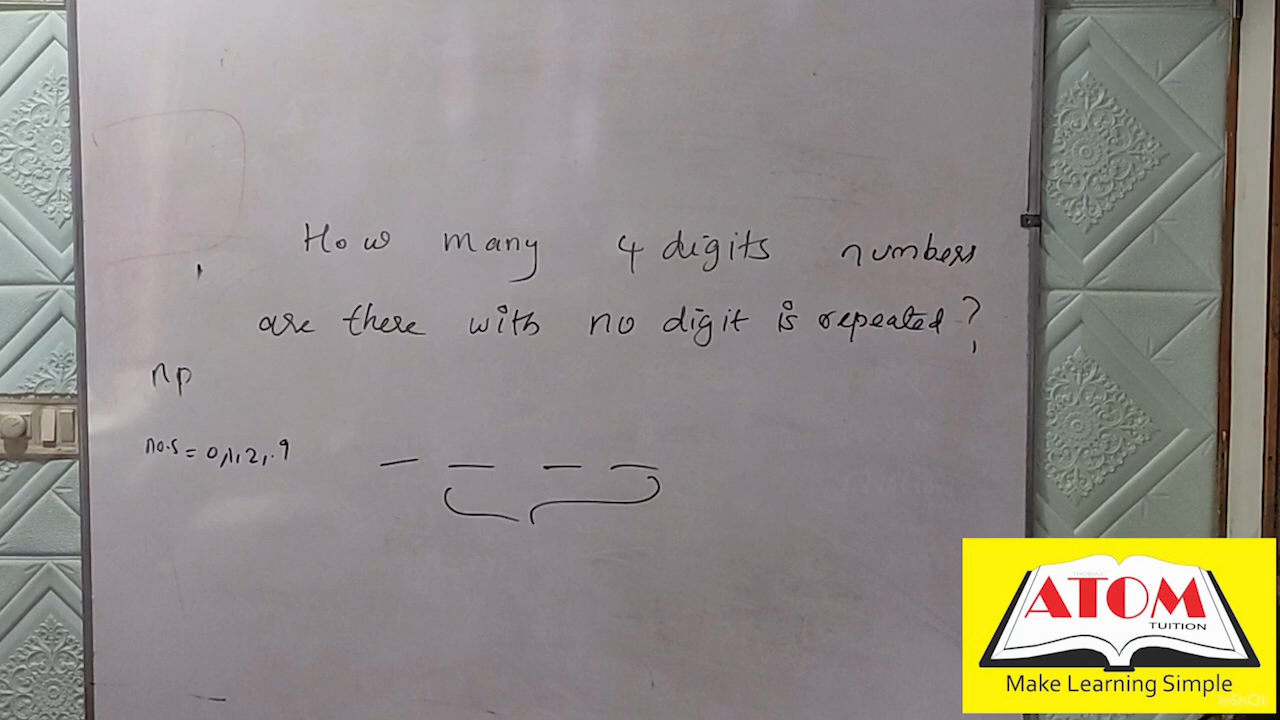 How many 4 digits numbers
are there with no digit is repeated?
np
no.s = 0,1,2,.9
ATOM
TUITION
Make Learning Simple